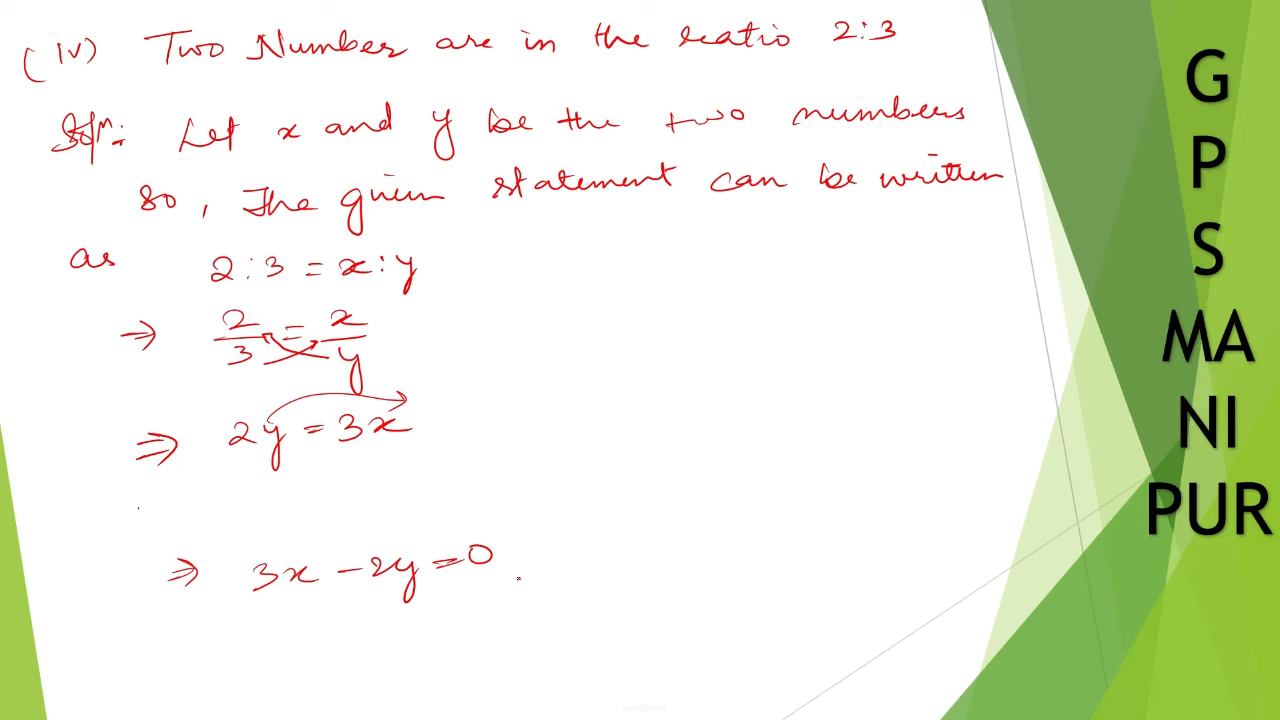 (iv) Two Number are in the ratio 2:3
Soln: Let x and y be the two numbers
so, The given statement can be written
as 2:3 = x:y
⇒ 2/3 = x/y
⇒ 2y = 3x
⇒ 3x - 2y = 0
G
P
S
MA
NI
PUR